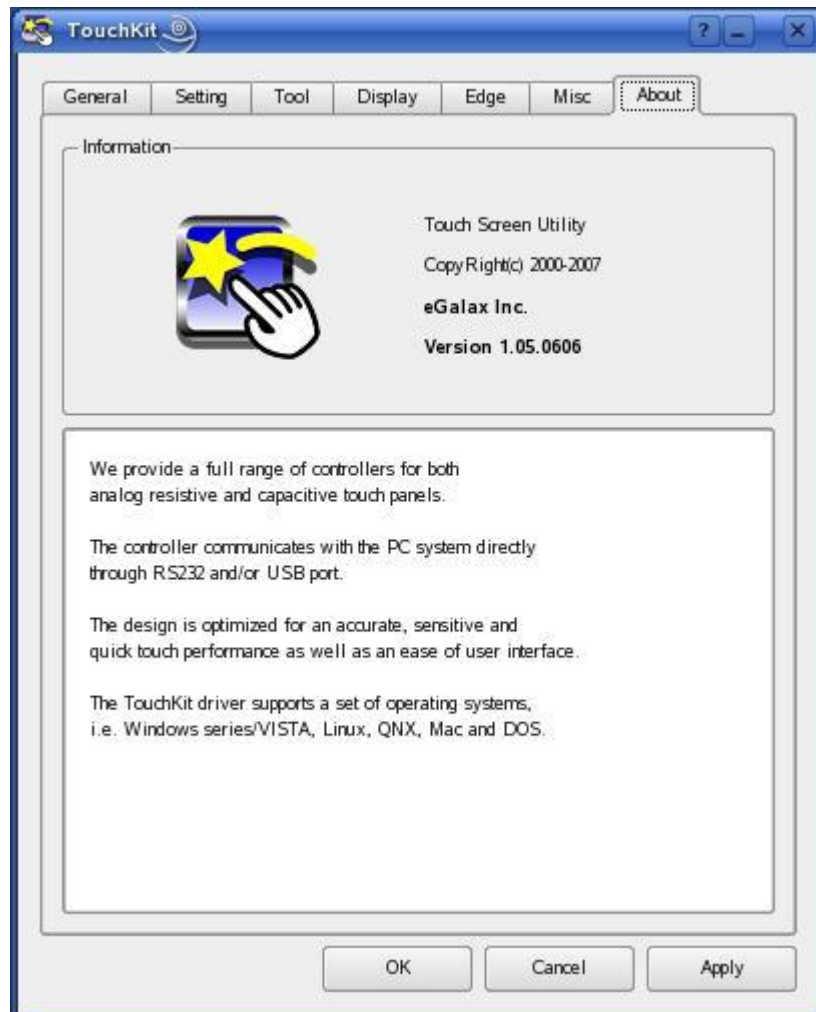 TouchKit
General Setting Tool Display Edge Misc About
Information
Touch Screen Utility
CopyRight(c) 2000-2007
eGalax Inc.
Version 1.05.0606
We provide a full range of controllers for both
analog resistive and capacitive touch panels.
The controller communicates with the PC system directly
through RS232 and/or USB port.
The design is optimized for an accurate, sensitive and
quick touch performance as well as an ease of user interface.
The TouchKit driver supports a set of operating systems,
i.e. Windows series/VISTA, Linux, QNX, Mac and DOS.
OK Cancel Apply